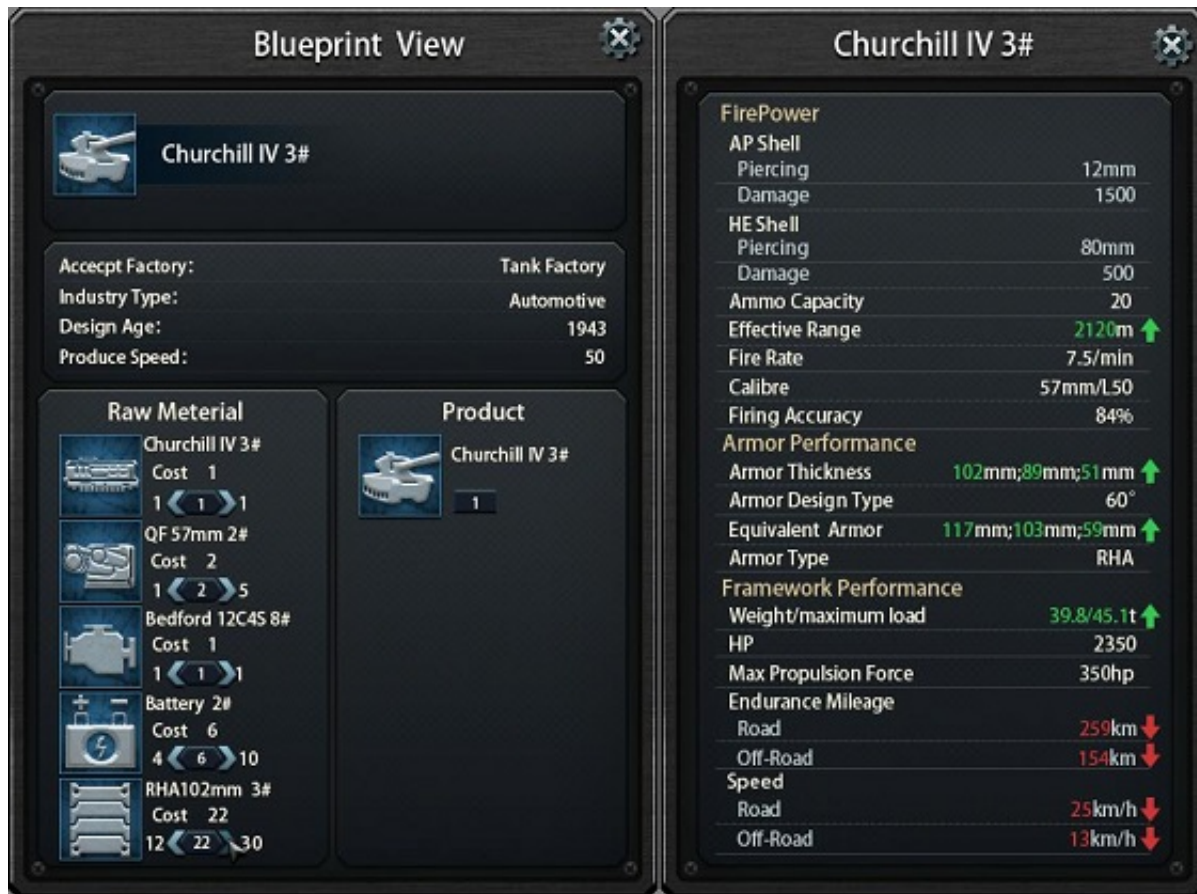 Blueprint View
Churchill IV 3#
Accecpt Factory: Tank Factory
Industry Type: Automotive
Design Age: 1943
Produce Speed: 50
Raw Meterial
Churchill IV 3#
Cost 1
1 1 1
QF 57mm 2#
Cost 2
1 2 5
Bedford 12C4S 8#
Cost 1
1 1 1
Battery 2#
Cost 6
4 6 10
RHA102mm 3#
Cost 22
12 22 30
Product
Churchill IV 3#
1
Churchill IV 3#
FirePower
AP Shell
Piercing 12mm
Damage 1500
HE Shell
Piercing 80mm
Damage 500
Ammo Capacity 20
Effective Range 2120m
Fire Rate 7.5/min
Calibre 57mm/L50
Firing Accuracy 84%
Armor Performance
Armor Thickness 102mm;89mm;51mm
Armor Design Type 60°
Equivalent Armor 117mm;103mm;59mm
Armor Type RHA
Framework Performance
Weight/maximum load 39.8/45.1t
HP 2350
Max Propulsion Force 350hp
Endurance Mileage
Road 259km
Off-Road 154km
Speed
Road 25km/h
Off-Road 13km/h